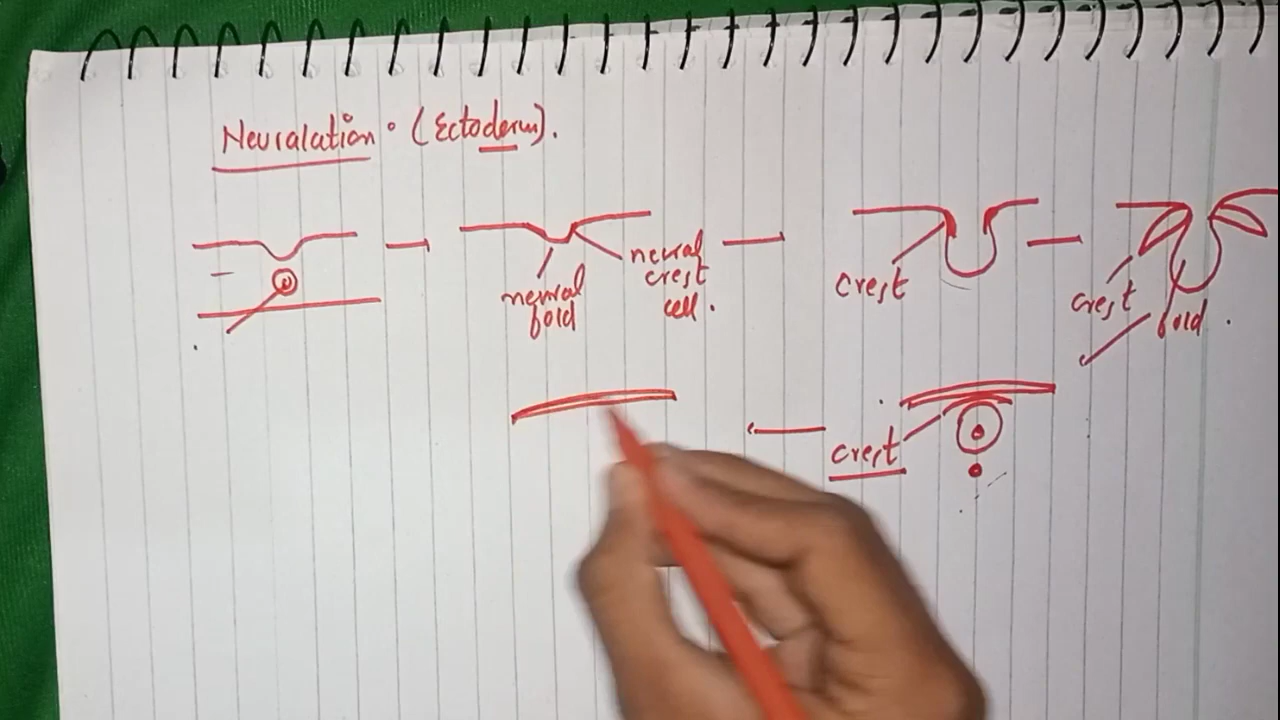 Neuralation : (Ectoderm).
neural
fold
neural
crest
cell.
crest
crest
fold.
crest